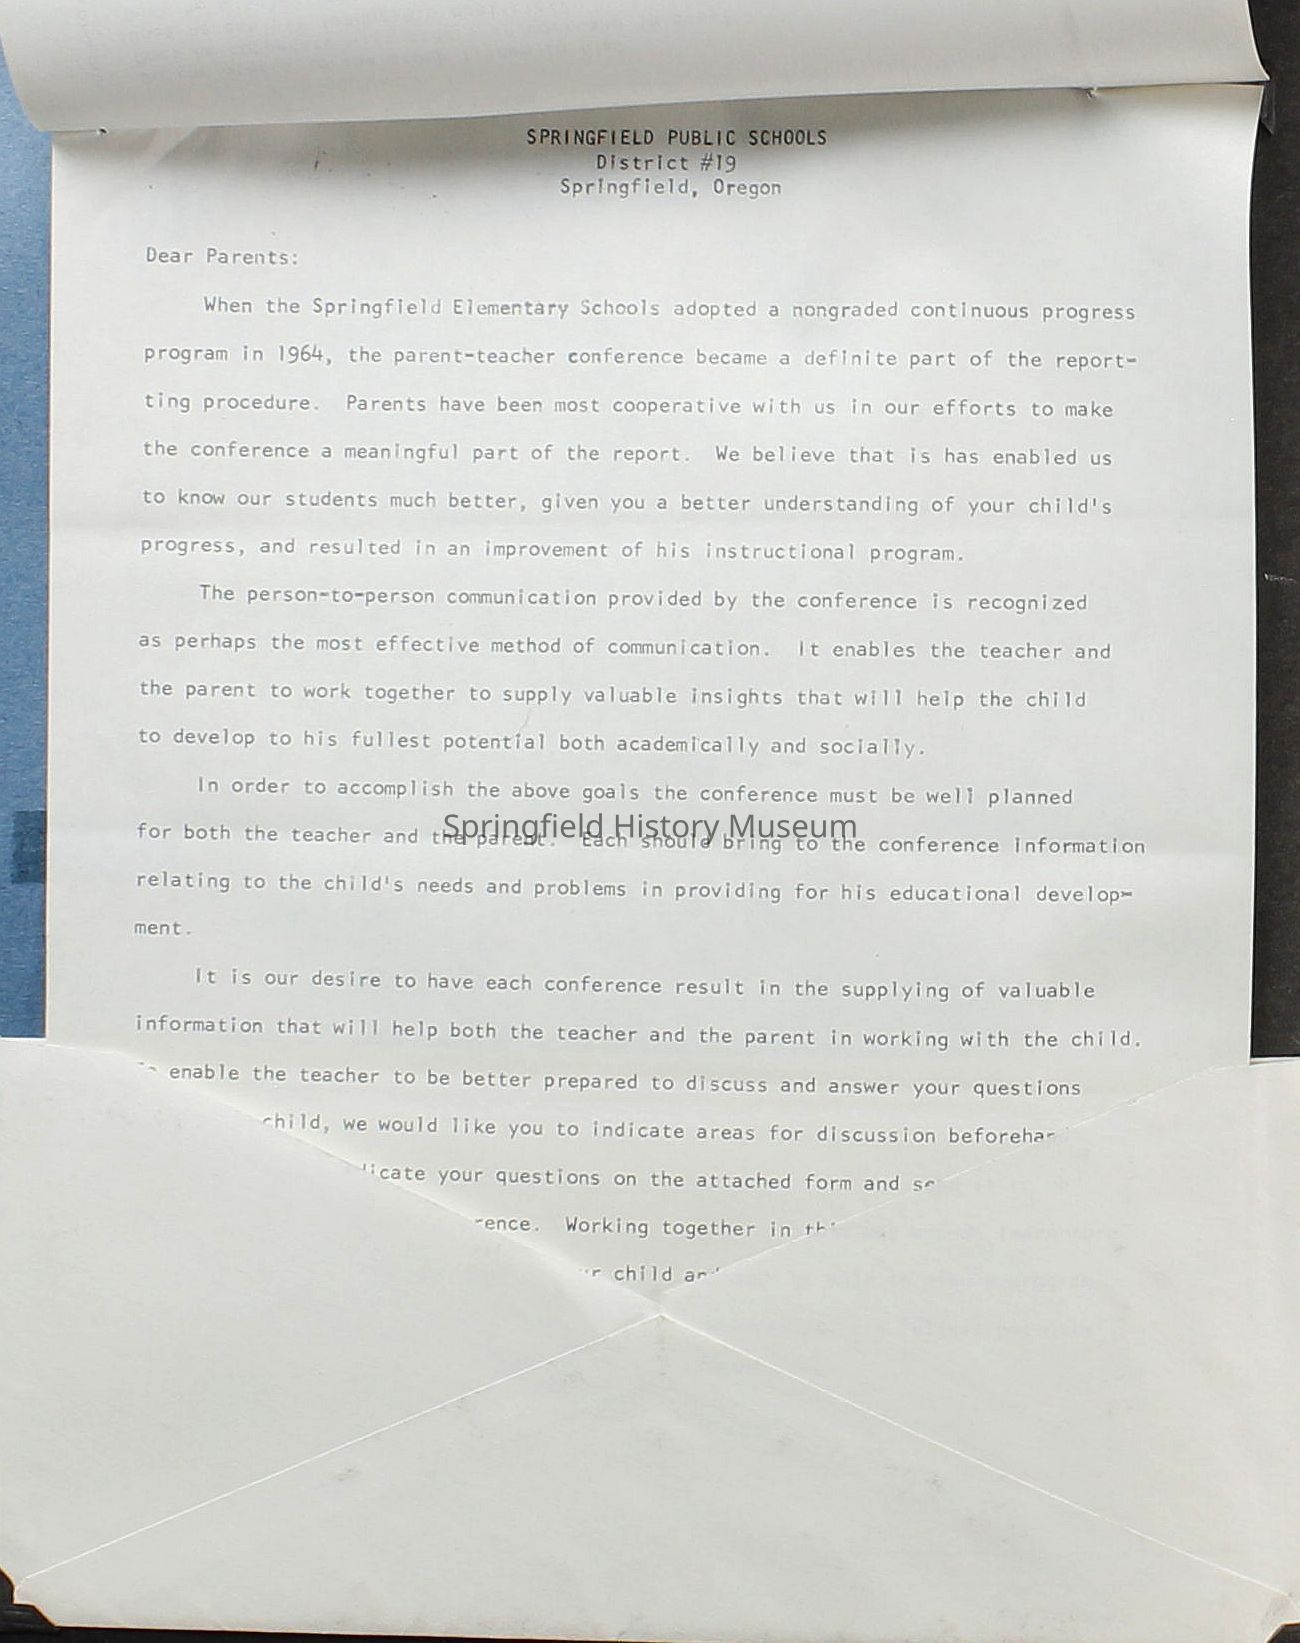 SPRINGFIELD PUBLIC SCHOOLS
District #19
Springfield, Oregon
Dear Parents:
When the Springfield Elementary Schools adopted a nongraded continuous progress
program in 1964, the parent-teacher conference became a definite part of the report-
ting procedure. Parents have been most cooperative with us in our efforts to make
the conference a meaningful part of the report. We believe that is has enabled us
to know our students much better, given you a better understanding of your child's
progress, and resulted in an improvement of his instructional program.
The person-to-person communication provided by the conference is recognized
as perhaps the most effective method of communication. It enables the teacher and
the parent to work together to supply valuable insights that will help the child
to develop to his fullest potential both academically and socially.
In order to accomplish the above goals the conference must be well planned
Springfield History Museum
for both the teacher and the parent. Each should bring to the conference information
relating to the child's needs and problems in providing for his educational develop-
ment.
It is our desire to have each conference result in the supplying of valuable
information that will help both the teacher and the parent in working with the child.
enable the teacher to be better prepared to discuss and answer your questions
child, we would like you to indicate areas for discussion
your questions on the attached form and
Working together in
child